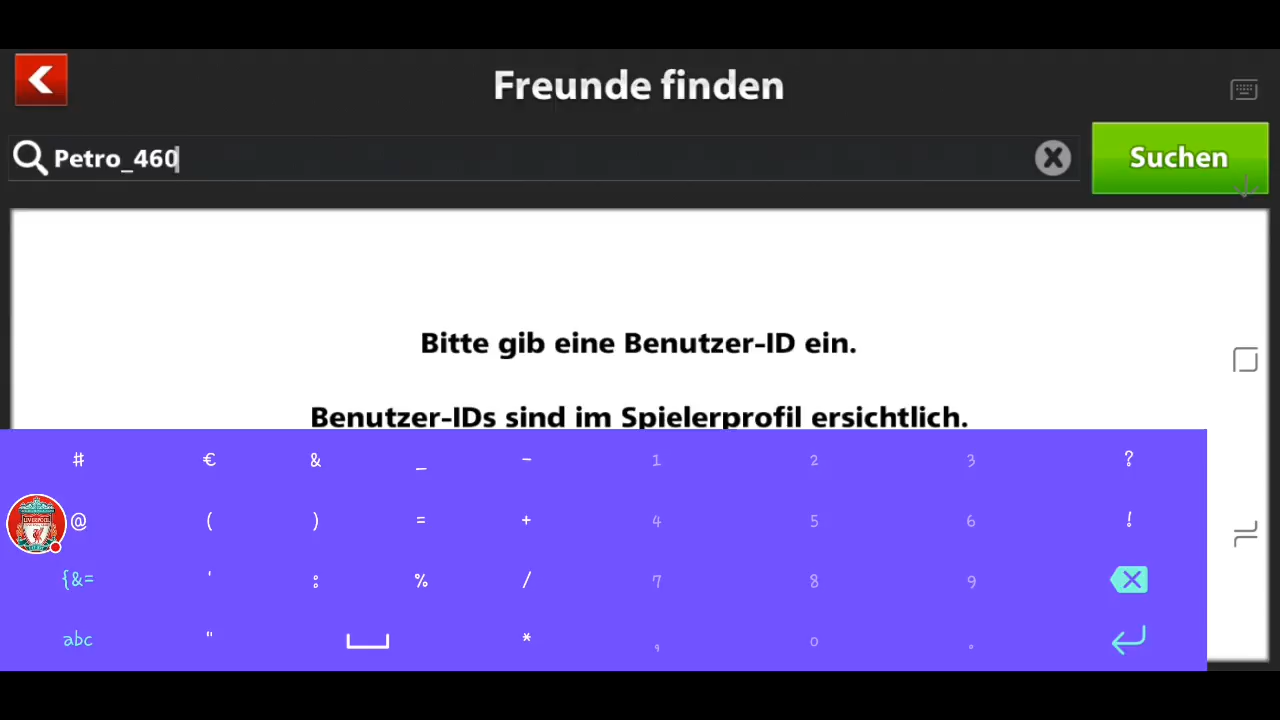 Freunde finden
Petro_460
Suchen
Bitte gib eine Benutzer-ID ein.
Benutzer-IDs sind im Spielerprofil ersichtlich.
# € & _ - 1 2 3 ?
@ ( ) = + 4 5 6 !
{&= ' : % / 7 8 9
abc " * , 0 .
LIVERPOOL